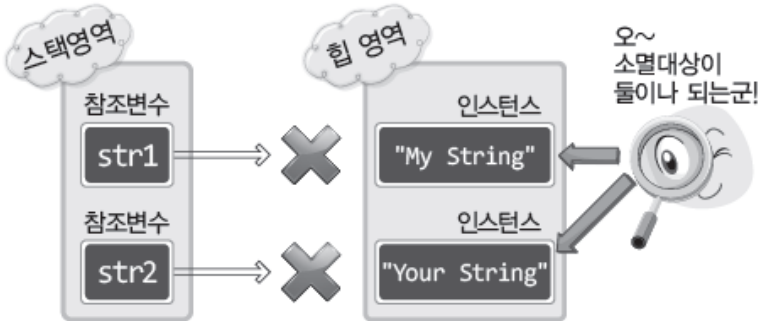 스택영역
힙 영역
오~
소멸대상이
둘이나 되는군!
참조변수
인스턴스
str1
"My String"
참조변수
인스턴스
str2
"Your String"